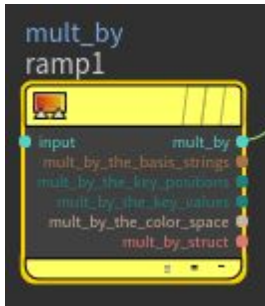 mult_by
ramp1
input mult_by
mult_by_the_basis_strings
mult_by_the_key_positions
mult_by_the_key_values
mult_by_the_color_space
mult_by_struct